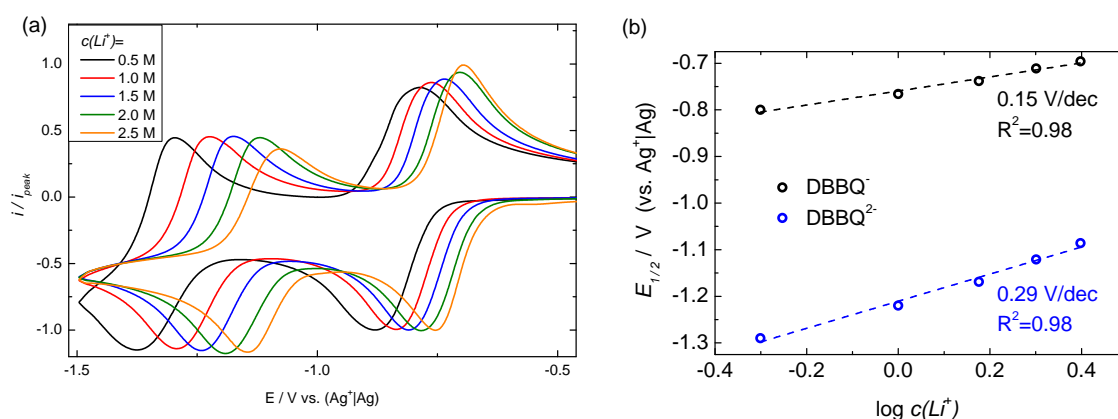 (a)
c(Li⁺)=
0.5 M
1.0 M
1.5 M
2.0 M
2.5 M
1.0
0.5
0.0
-0.5
-1.0
i / i_peak
-1.5
-1.0
-0.5
E / V vs. (Ag⁺|Ag)
(b)
-0.7
-0.8
-0.9
-1.0
-1.1
-1.2
-1.3
E₁/₂ / V (vs. Ag⁺|Ag)
0.15 V/dec
R²=0.98
DBBQ⁻
DBBQ²⁻
0.29 V/dec
R²=0.98
-0.4
-0.2
0.0
0.2
0.4
log c(Li⁺)